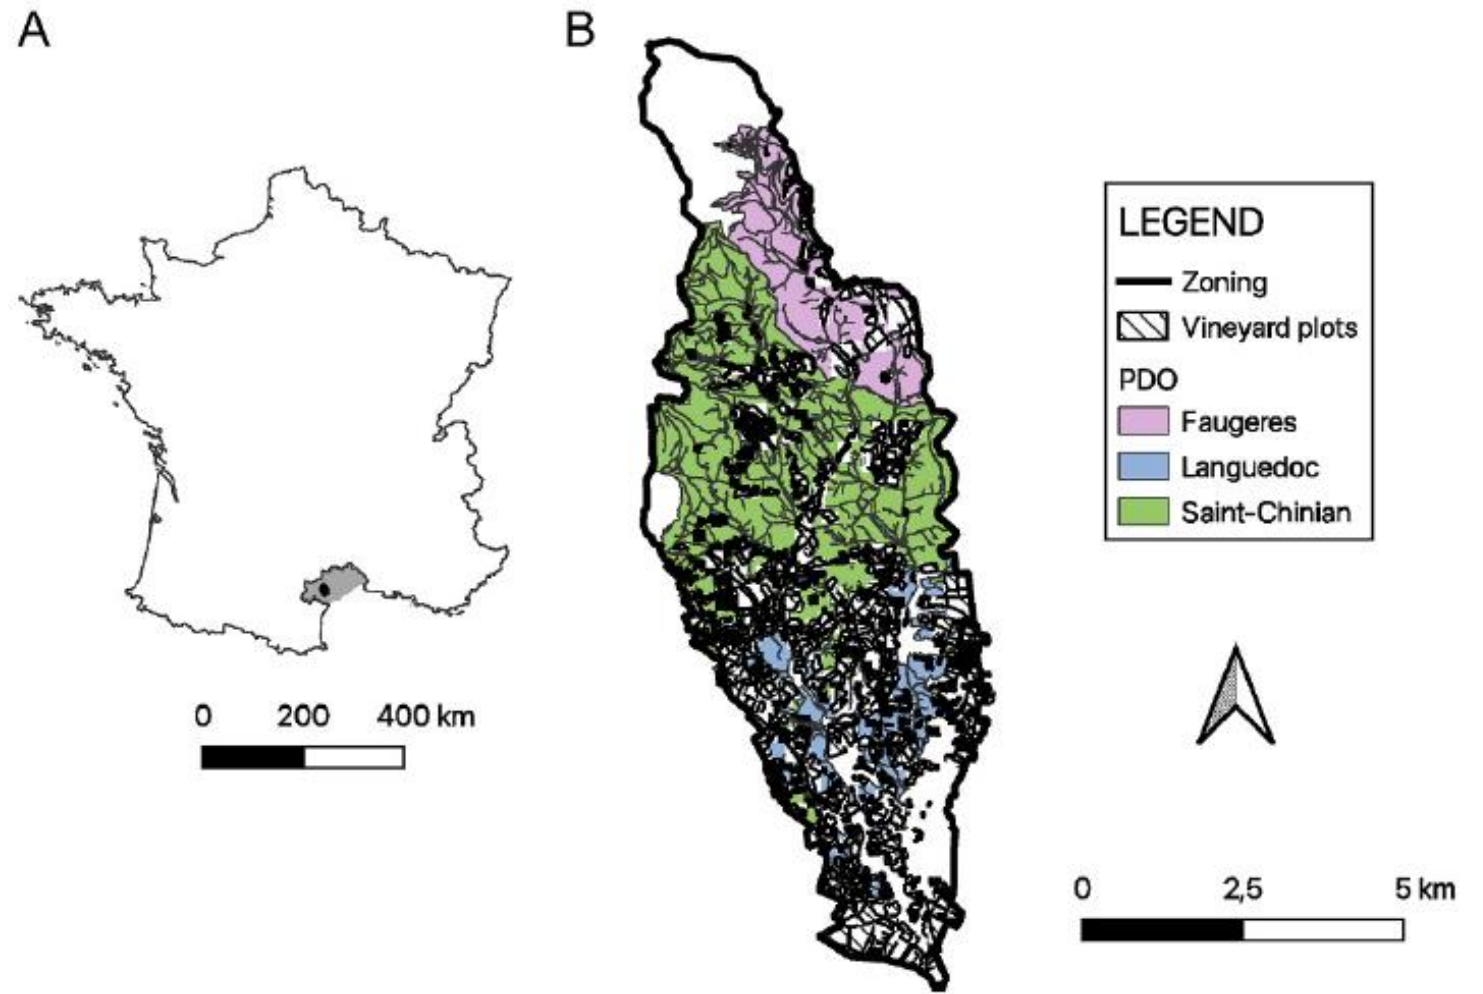 A
B
LEGEND
Zoning
Vineyard plots
PDO
Faugeres
Languedoc
Saint-Chinian
0 200 400 km
0 2,5 5 km